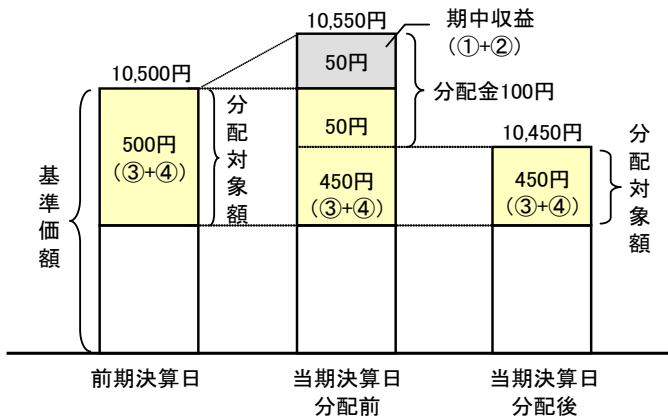 10,550円
期中収益
(①+②)
10,500円
50円
分配金100円
500円
(③+④)
分配対象額
50円
10,450円
450円
(③+④)
450円
(③+④)
分配対象額
基準価額
前期決算日
当期決算日
分配前
当期決算日
分配後